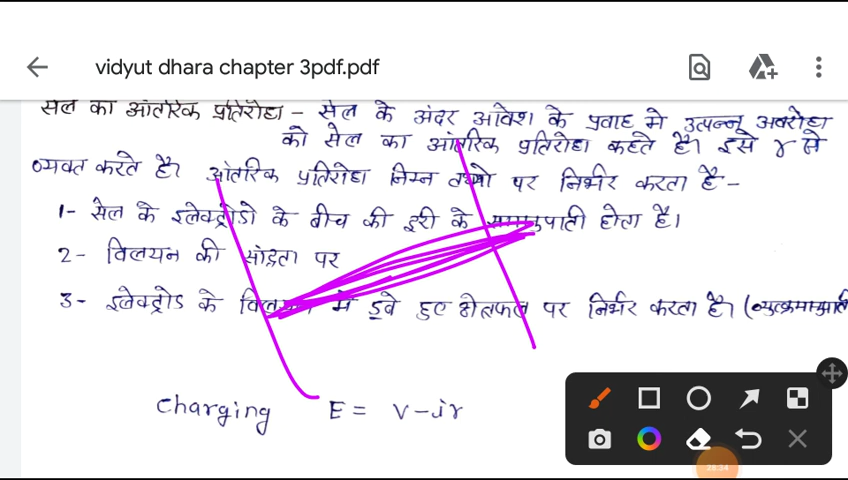 vidyut dhara chapter 3pdf.pdf
सेल का आंतरिक प्रतिरोध - सेल के अंदर आवेश के प्रवाह मे उत्पन्न अवरोध
को सेल का आंतरिक प्रतिरोध कहते है। इसे r से
व्यक्त करते है। आंतरिक प्रतिरोध निम्न तथ्यो पर निर्भर करता है-
1- सेल के इलेक्ट्रोडो के बीच की दूरी के समानुपाती होता है।
2- विलयन की सांद्रता पर
3- इलेक्ट्रोड के विलयन में डूबे हुए क्षेत्रफल पर निर्भर करता है। (व्युत्क्रमानुपाती
Charging E = V-ir
28:34